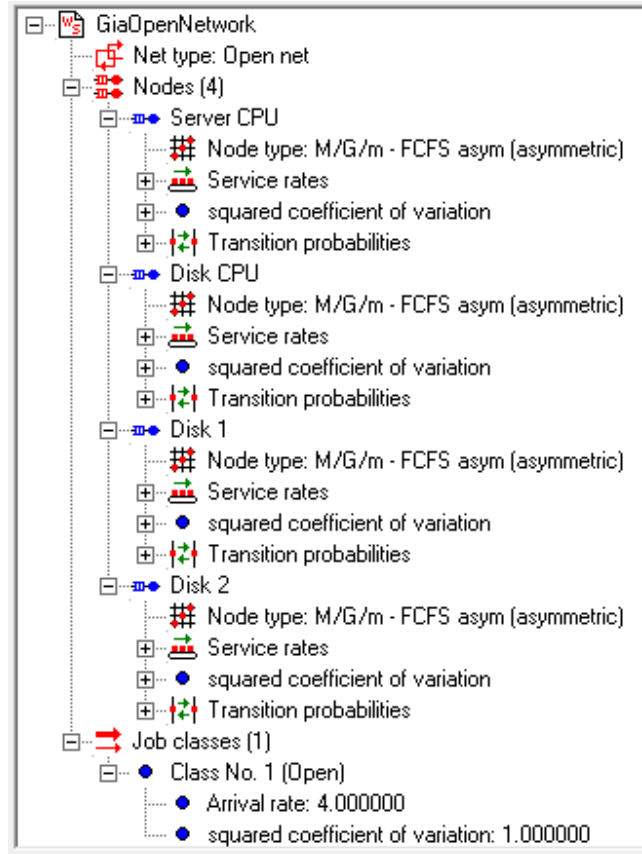 GiaOpenNetwork
Net type: Open net
Nodes (4)
Server CPU
Node type: M/G/m - FCFS asym (asymmetric)
Service rates
squared coefficient of variation
Transition probabilities
Disk CPU
Node type: M/G/m - FCFS asym (asymmetric)
Service rates
squared coefficient of variation
Transition probabilities
Disk 1
Node type: M/G/m - FCFS asym (asymmetric)
Service rates
squared coefficient of variation
Transition probabilities
Disk 2
Node type: M/G/m - FCFS asym (asymmetric)
Service rates
squared coefficient of variation
Transition probabilities
Job classes (1)
Class No. 1 (Open)
Arrival rate: 4.000000
squared coefficient of variation: 1.000000